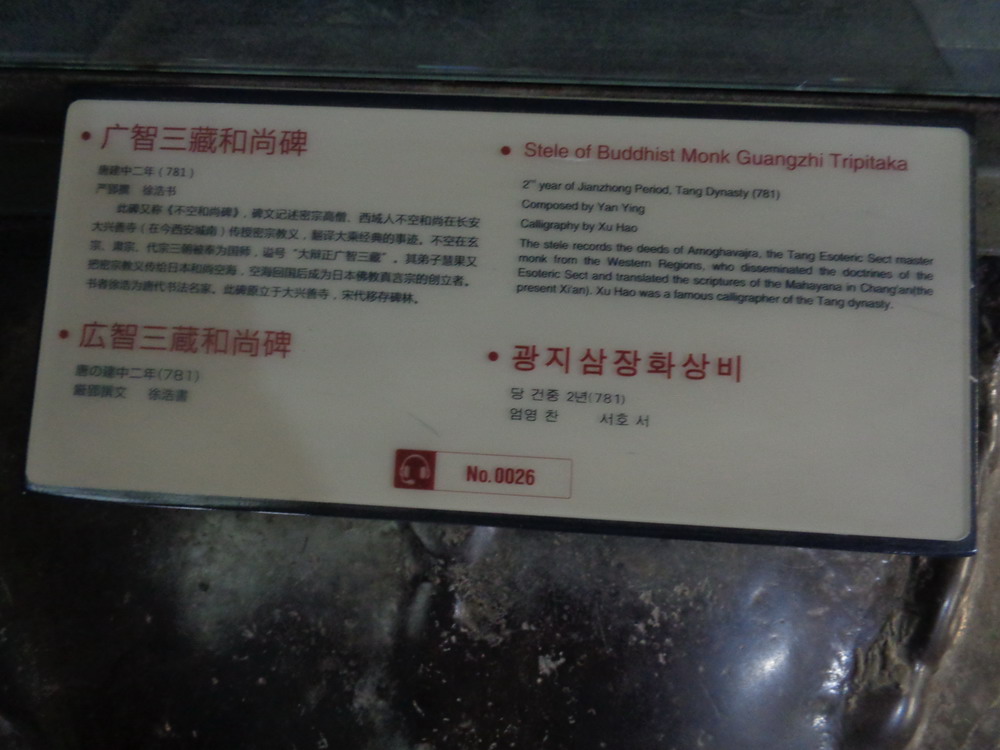 • 广智三藏和尚碑
唐建中二年（781）
严郢撰 徐浩书
此碑又称《不空和尚碑》，碑文记述密宗高僧、西域人不空和尚在长安
大兴善寺（在今西安城南）传授密宗教义，翻译大乘经典的事迹。不空在玄
宗、肃宗、代宗三朝被奉为国师，谥号“大辩正广智三藏”。其弟子慧果又
把密宗教义传给日本和尚空海，空海回国后成为日本佛教真言宗的创立者。
书者徐浩为唐代书法名家。此碑原立于大兴善寺，宋代移存碑林。
• 広智三蔵和尚碑
唐の建中二年(781)
厳郢撰文 徐浩書
• Stele of Buddhist Monk Guangzhi Tripitaka
2nd year of Jianzhong Period, Tang Dynasty (781)
Composed by Yan Ying
Calligraphy by Xu Hao
The stele records the deeds of Amoghavajra, the Tang Esoteric Sect master
monk from the Western Regions, who disseminated the doctrines of the
Esoteric Sect and translated the scriptures of the Mahayana in Chang'an(the
present Xi'an). Xu Hao was a famous calligrapher of the Tang dynasty.
• 광지삼장화상비
당 건중 2년(781)
엄영 찬 서호 서
No.0026